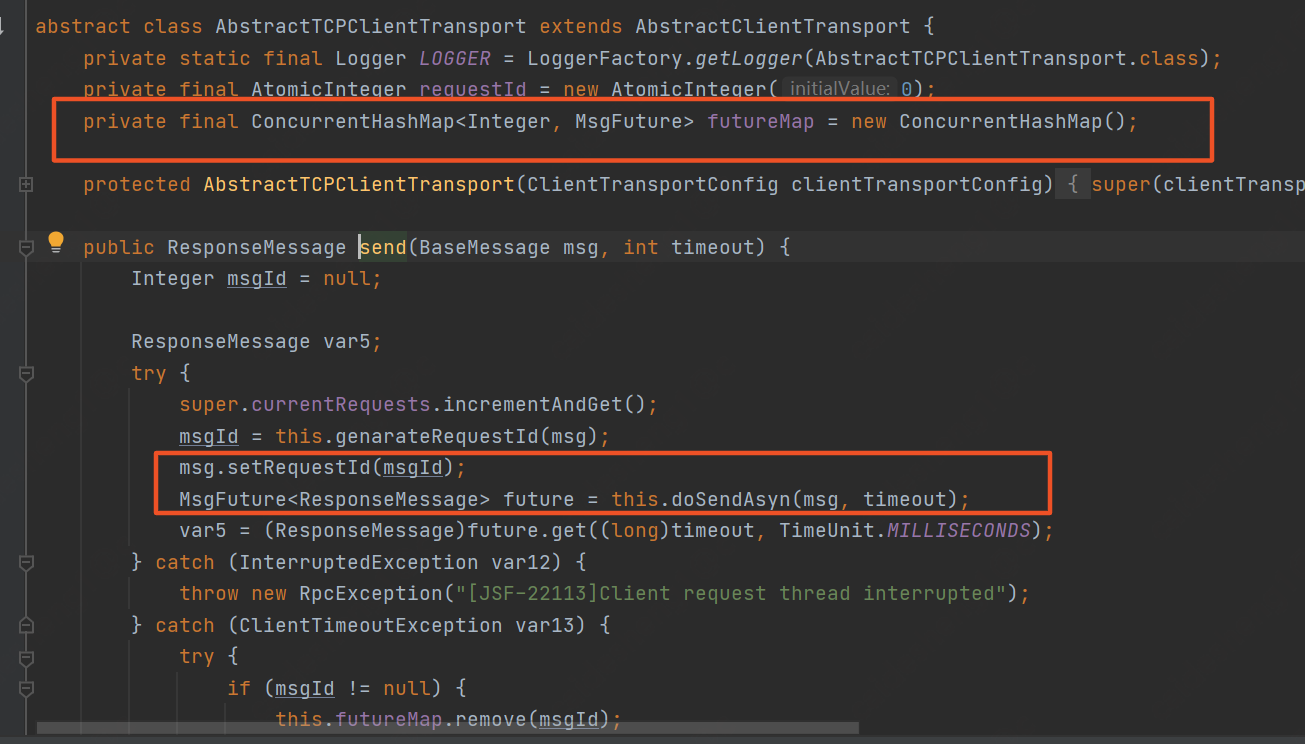 abstract class AbstractTCPClientTransport extends AbstractClientTransport {
private static final Logger LOGGER = LoggerFactory.getLogger(AbstractTCPClientTransport.class);
private final AtomicInteger requestId = new AtomicInteger( initialValue: 0);
private final ConcurrentHashMap<Integer, MsgFuture> futureMap = new ConcurrentHashMap();
protected AbstractTCPClientTransport(ClientTransportConfig clientTransportConfig) { super(clientTransp
public ResponseMessage send(BaseMessage msg, int timeout) {
Integer msgId = null;
ResponseMessage var5;
try {
super.currentRequests.incrementAndGet();
msgId = this.genarateRequestId(msg);
msg.setRequestId(msgId);
MsgFuture<ResponseMessage> future = this.doSendAsyn(msg, timeout);
var5 = (ResponseMessage)future.get((long)timeout, TimeUnit.MILLISECONDS);
} catch (InterruptedException var12) {
throw new RpcException("[JSF-22113]Client request thread interrupted");
} catch (ClientTimeoutException var13) {
try {
if (msgId != null) {
this.futureMap.remove(msgId);